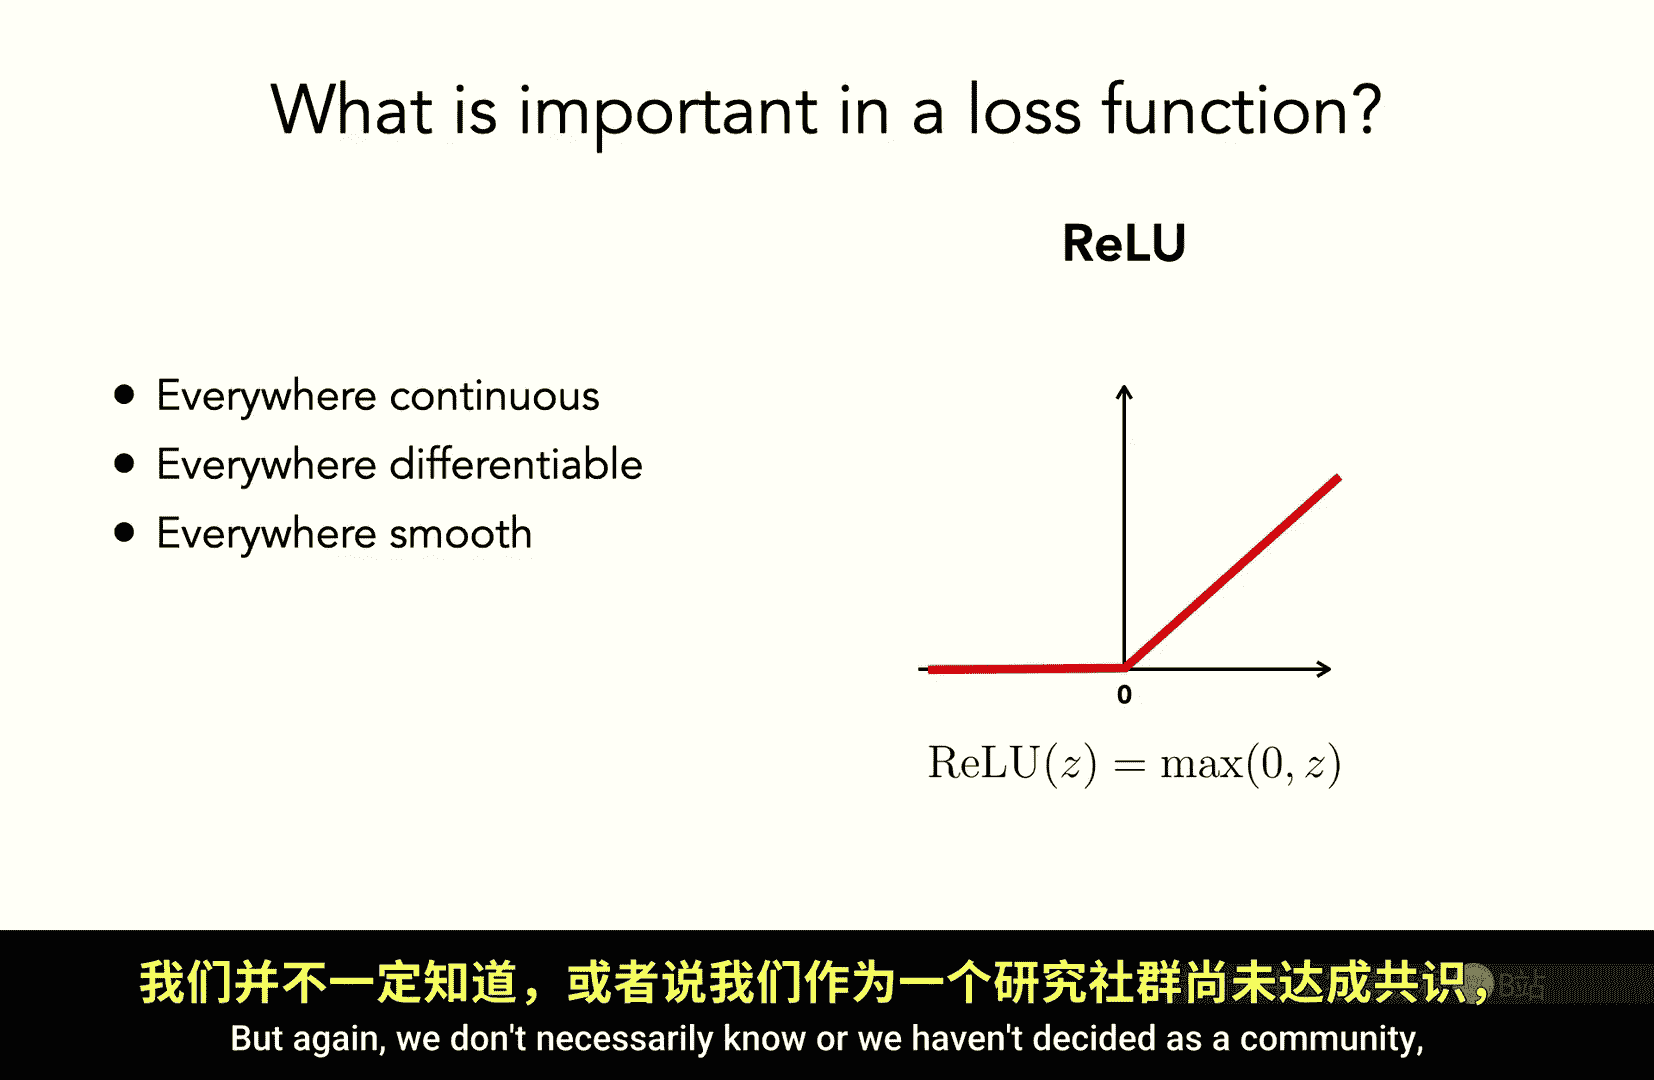 What is important in a loss function?
ReLU
• Everywhere continuous
• Everywhere differentiable
• Everywhere smooth
0
ReLU(z) = max(0, z)
我们并不一定知道，或者说我们作为一个研究社群尚未达成共识，
B站
But again, we don't necessarily know or we haven't decided as a community,